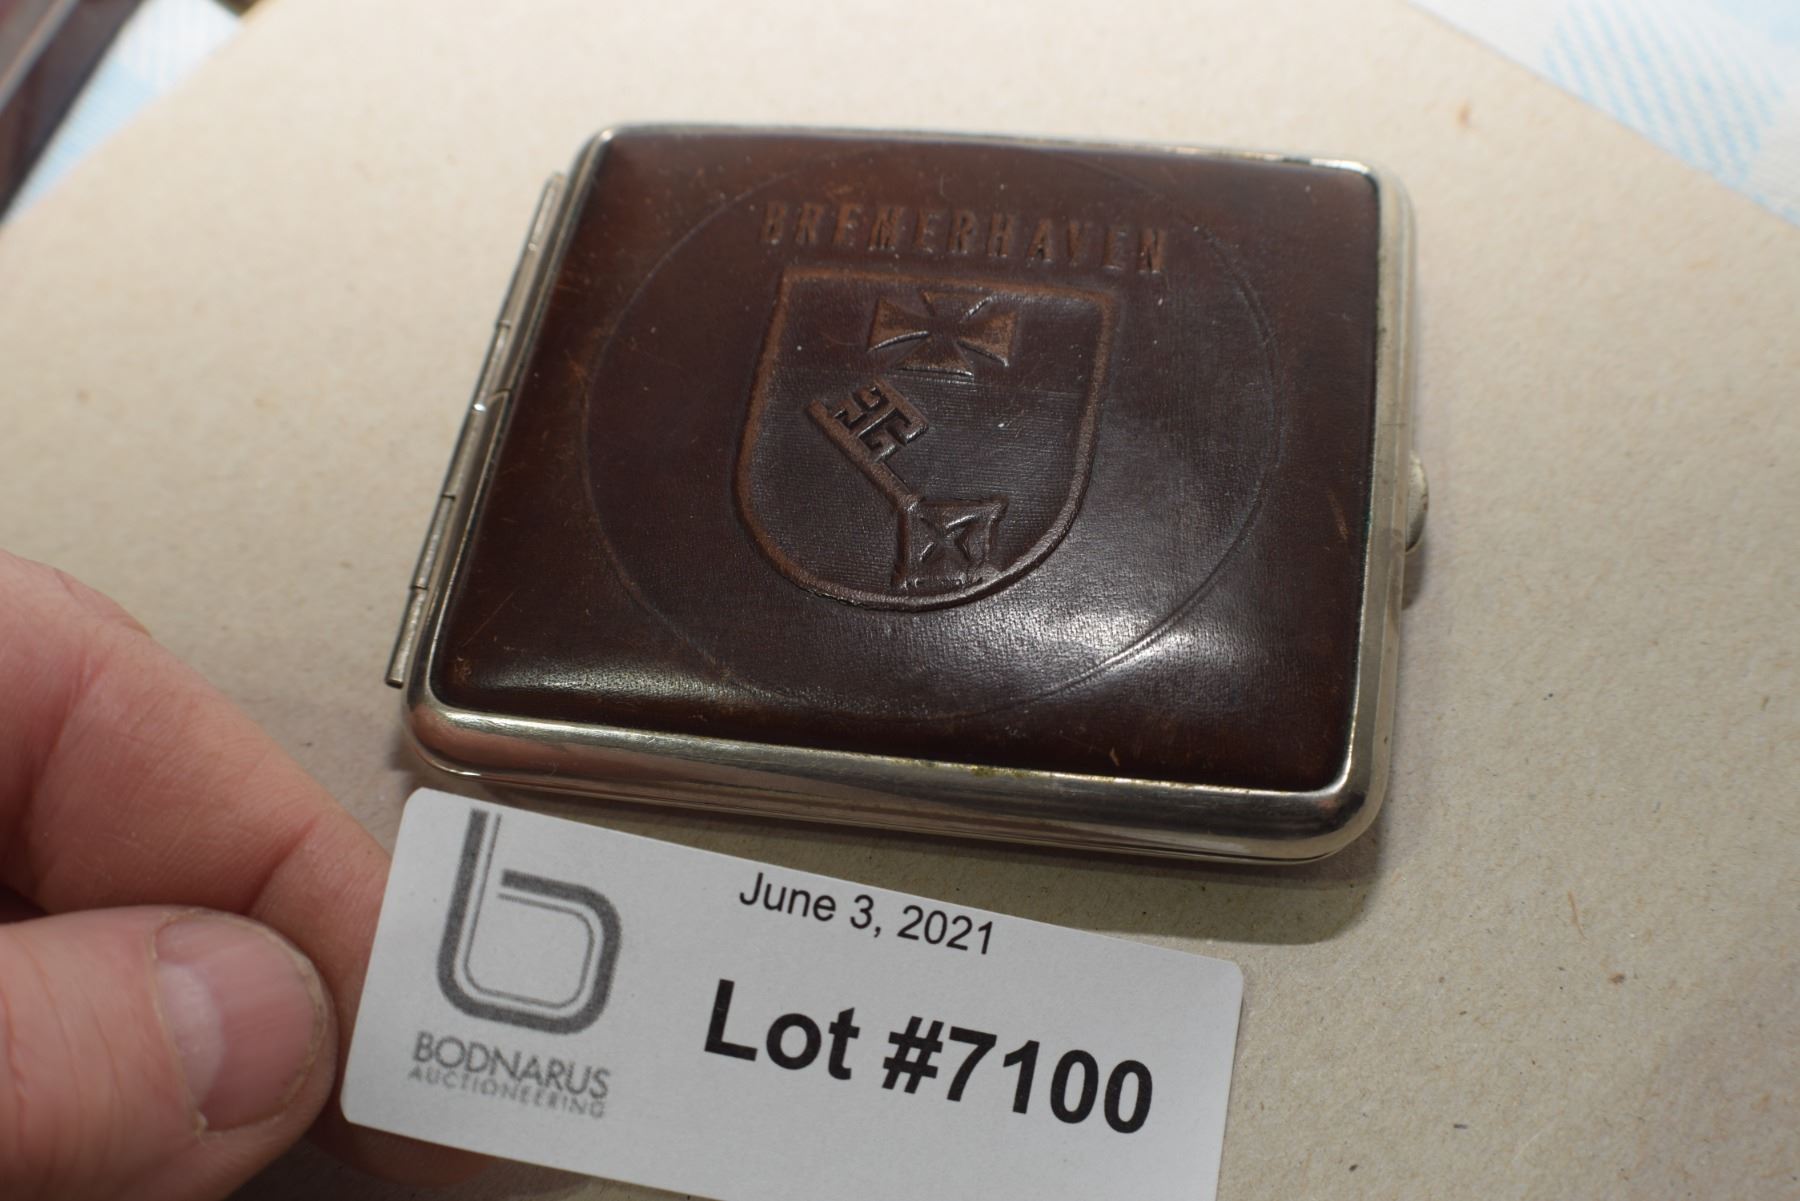 BREMERHAVEN
June 3, 2021
Lot #7100
BODNARUS
AUCTIONEERING